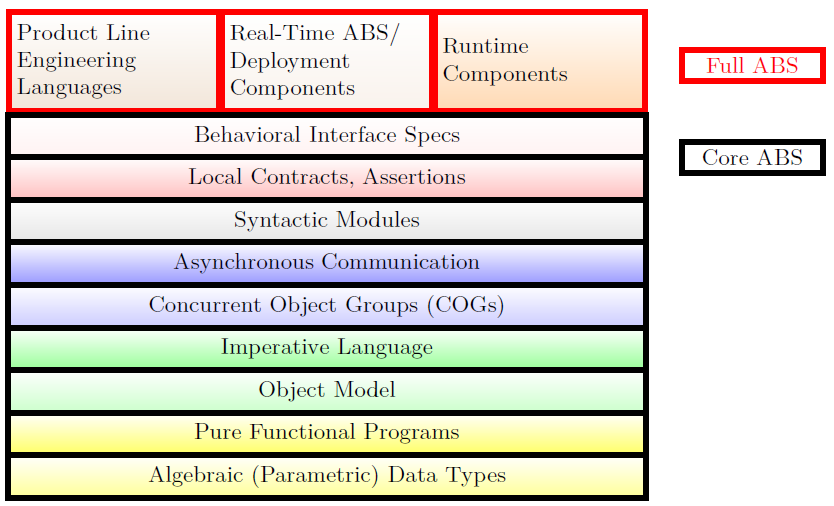 Product Line
Engineering
Languages
Real-Time ABS/
Deployment
Components
Runtime
Components
Full ABS
Behavioral Interface Specs
Core ABS
Local Contracts, Assertions
Syntactic Modules
Asynchronous Communication
Concurrent Object Groups (COGs)
Imperative Language
Object Model
Pure Functional Programs
Algebraic (Parametric) Data Types